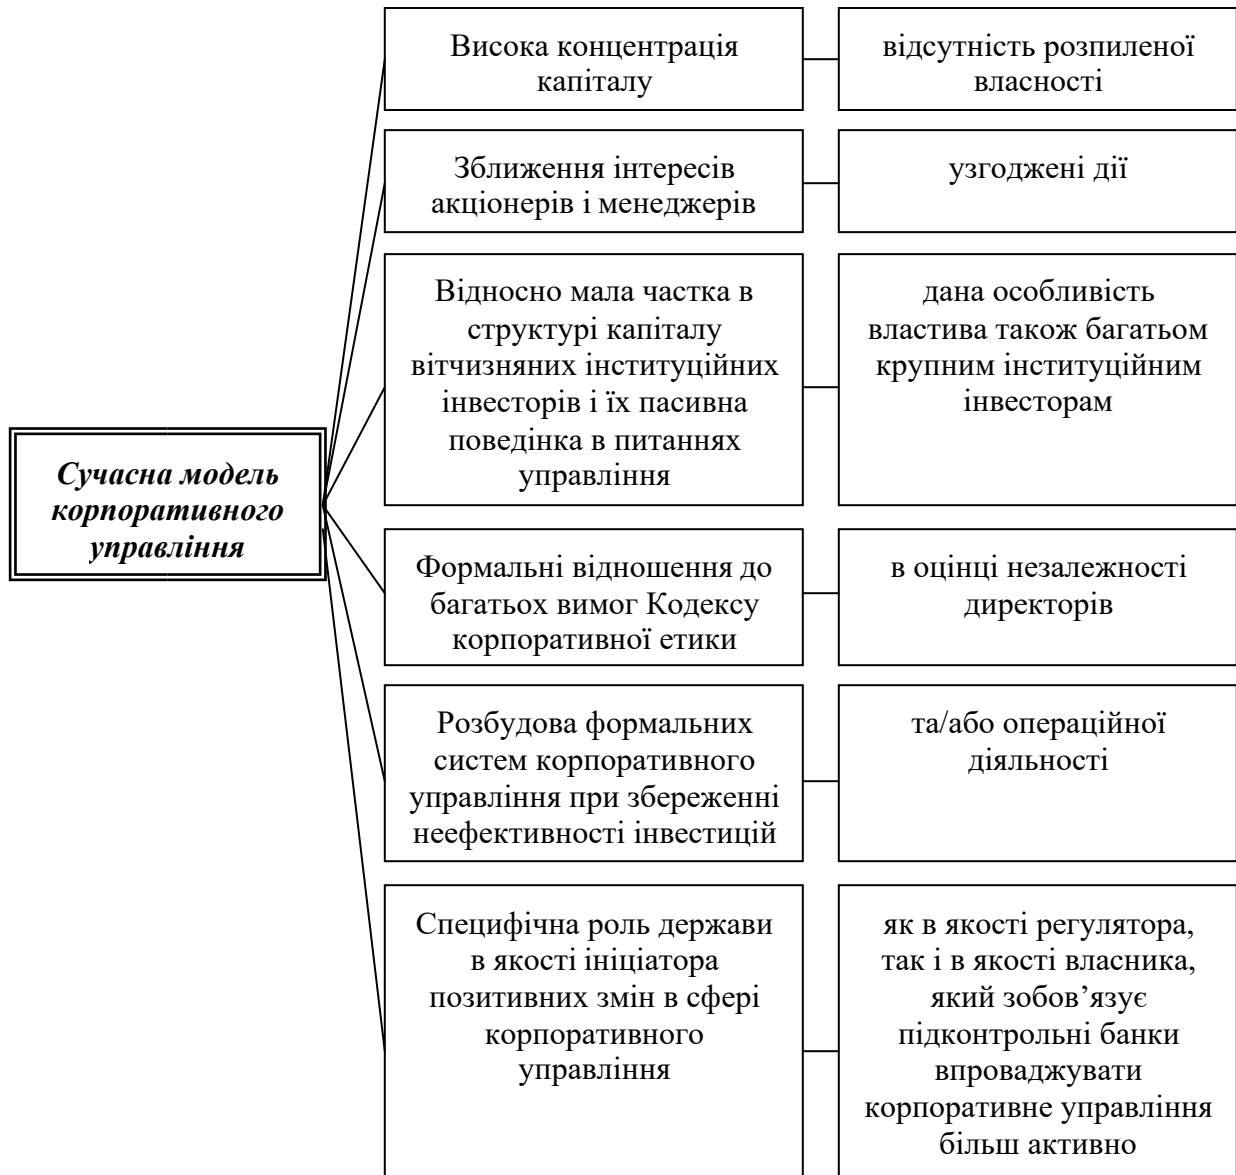 Сучасна модель
корпоративного
управління
Висока концентрація
капіталу
відсутність розпиленої
власності
Зближення інтересів
акціонерів і менеджерів
узгоджені дії
Відносно мала частка в
структурі капіталу
вітчизняних інституційних
інвесторів і їх пасивна
поведінка в питаннях
управління
дана особливість
властива також багатьом
крупним інституційним
інвесторам
Формальні відношення до
багатьох вимог Кодексу
корпоративної етики
в оцінці незалежності
директорів
Розбудова формальних
систем корпоративного
управління при збереженні
неефективності інвестицій
та/або операційної
діяльності
Специфічна роль держави
в якості ініціатора
позитивних змін в сфері
корпоративного
управління
як в якості регулятора,
так і в якості власника,
який зобов’язує
підконтрольні банки
впроваджувати
корпоративне управління
більш активно